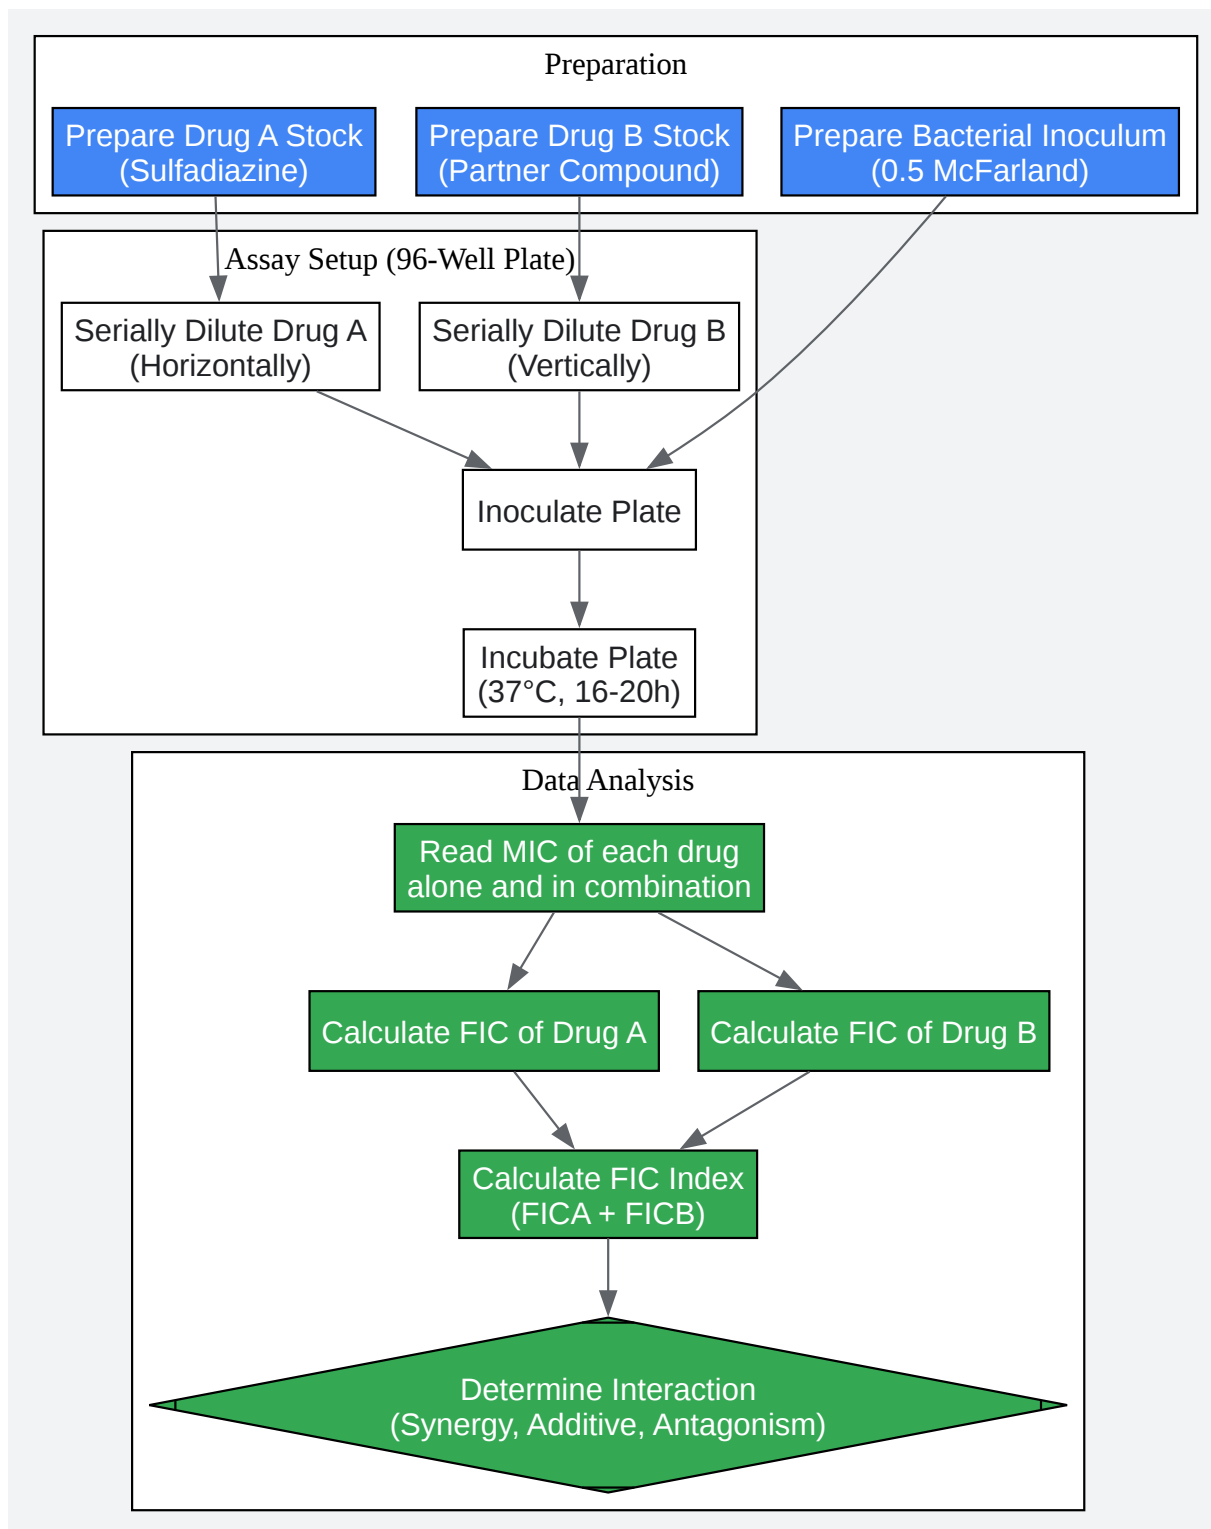 Preparation
Prepare Drug A Stock
(Sulfadiazine)
Prepare Drug B Stock
(Partner Compound)
Prepare Bacterial Inoculum
(0.5 McFarland)
Assay Setup (96-Well Plate)
Serially Dilute Drug A
(Horizontally)
Serially Dilute Drug B
(Vertically)
Inoculate Plate
Incubate Plate
(37°C, 16-20h)
Data Analysis
Read MIC of each drug
alone and in combination
Calculate FIC of Drug A
Calculate FIC of Drug B
Calculate FIC Index
(FICA + FICB)
Determine Interaction
(Synergy, Additive, Antagonism)